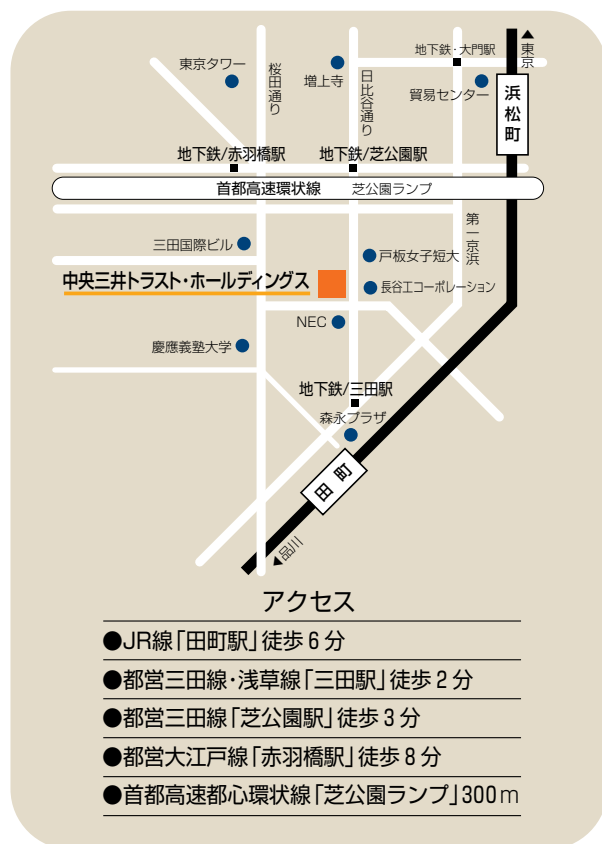 地下鉄・大門駅
東京
東京タワー
桜田通り
増上寺
日比谷通り
貿易センター
浜松町
地下鉄/赤羽橋駅
地下鉄/芝公園駅
首都高速環状線 芝公園ランプ
第一京浜
三田国際ビル
戸板女子短大
中央三井トラスト・ホールディングス
長谷工コーポレーション
NEC
慶應義塾大学
地下鉄/三田駅
森永プラザ
田町
品川
アクセス
●JR線「田町駅」徒歩6分
●都営三田線・浅草線「三田駅」徒歩2分
●都営三田線「芝公園駅」徒歩3分
●都営大江戸線「赤羽橋駅」徒歩8分
●首都高速都心環状線「芝公園ランプ」300m